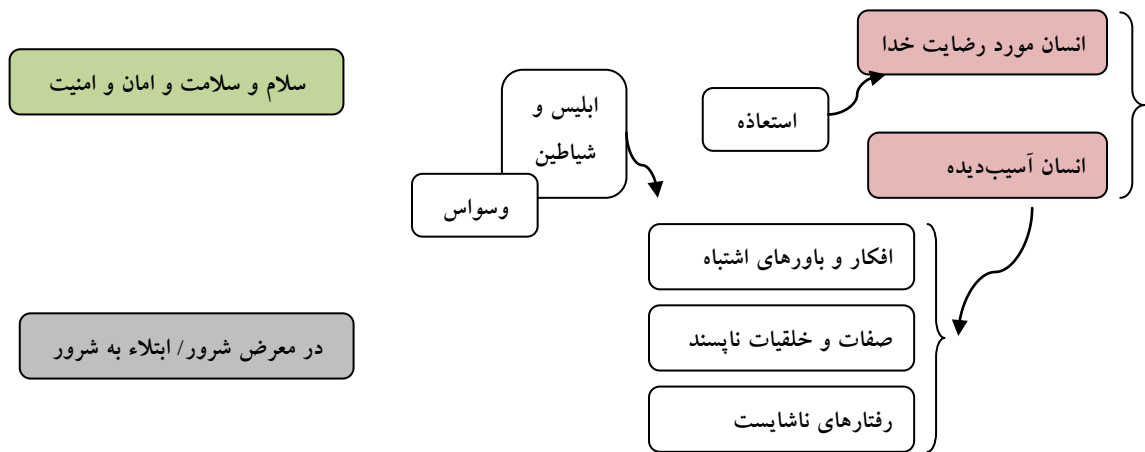 انسان مورد رضایت خدا
سلام و سلامت و امان و امنیت
ابلیس و
شیاطین
استعاذه
انسان آسیب‌دیده
وسواس
افکار و باورهای اشتباه
صفات و خلقیات ناپسند
در معرض شرور/ ابتلاء به شرور
رفتارهای ناشایست